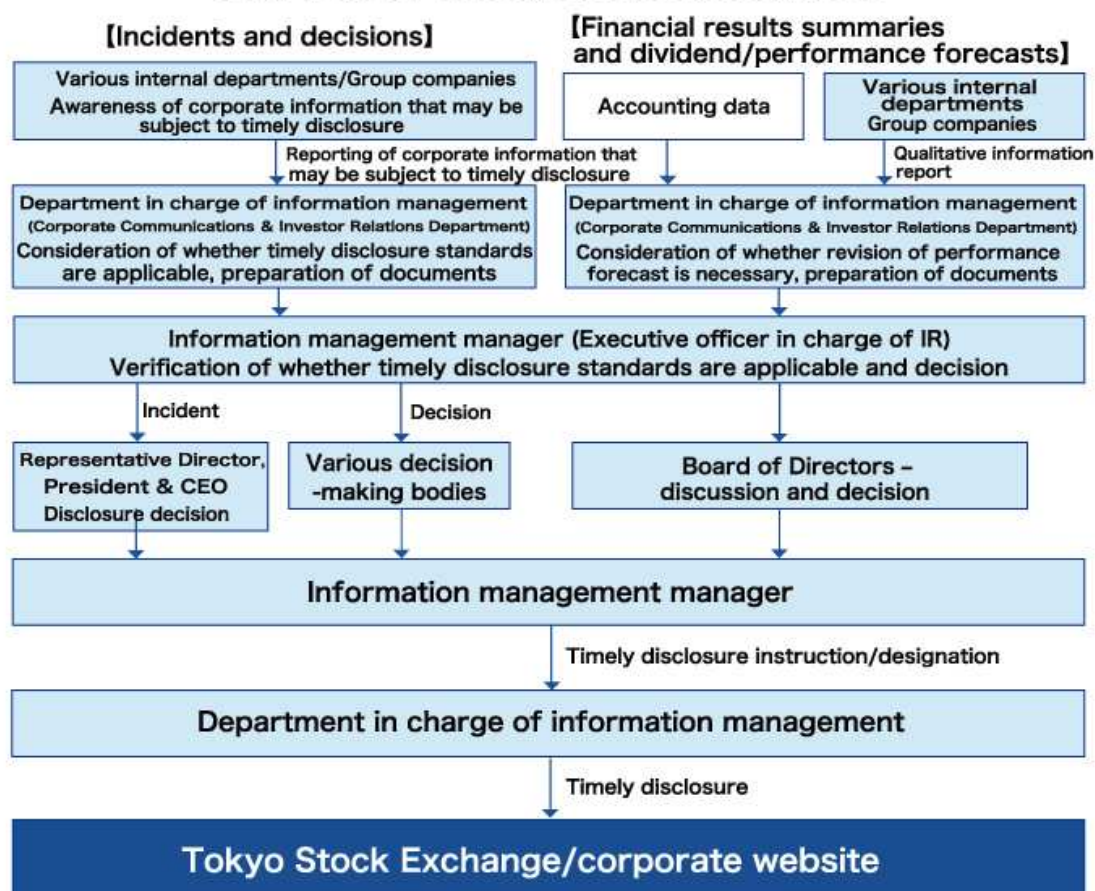 【Incidents and decisions】
【Financial results summaries
and dividend/performance forecasts】
Various internal departments/Group companies
Awareness of corporate information that may be
subject to timely disclosure
Accounting data
Various internal
departments
Group companies
Reporting of corporate information that
may be subject to timely disclosure
Qualitative information
report
Department in charge of information management
(Corporate Communications & Investor Relations Department)
Consideration of whether timely disclosure standards
are applicable, preparation of documents
Department in charge of information management
(Corporate Communications & Investor Relations Department)
Consideration of whether revision of performance
forecast is necessary, preparation of documents
Information management manager (Executive officer in charge of IR)
Verification of whether timely disclosure standards are applicable and decision
Incident
Decision
Representative Director,
President & CEO
Disclosure decision
Various decision
-making bodies
Board of Directors –
discussion and decision
Information management manager
Timely disclosure instruction/designation
Department in charge of information management
Timely disclosure
Tokyo Stock Exchange/corporate website